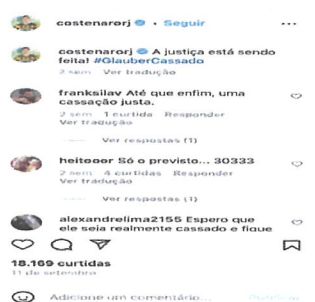 costenarorj • Seguir
costenarorj A justiça está sendo
feita! #GlauberCassado
2 sem Ver tradução
franksilav Até que enfim, uma
cassação justa.
2 sem 1 curtida Responder
Ver tradução
Ver respostas (1)
heitooor Só o previsto... 30333
2 sem 4 curtidas Responder
Ver tradução
Ver respostas (1)
alexandrelima2155 Espero que
ele seja realmente cassado e fique
18.169 curtidas
11 de setembro
Adicione um comentário...